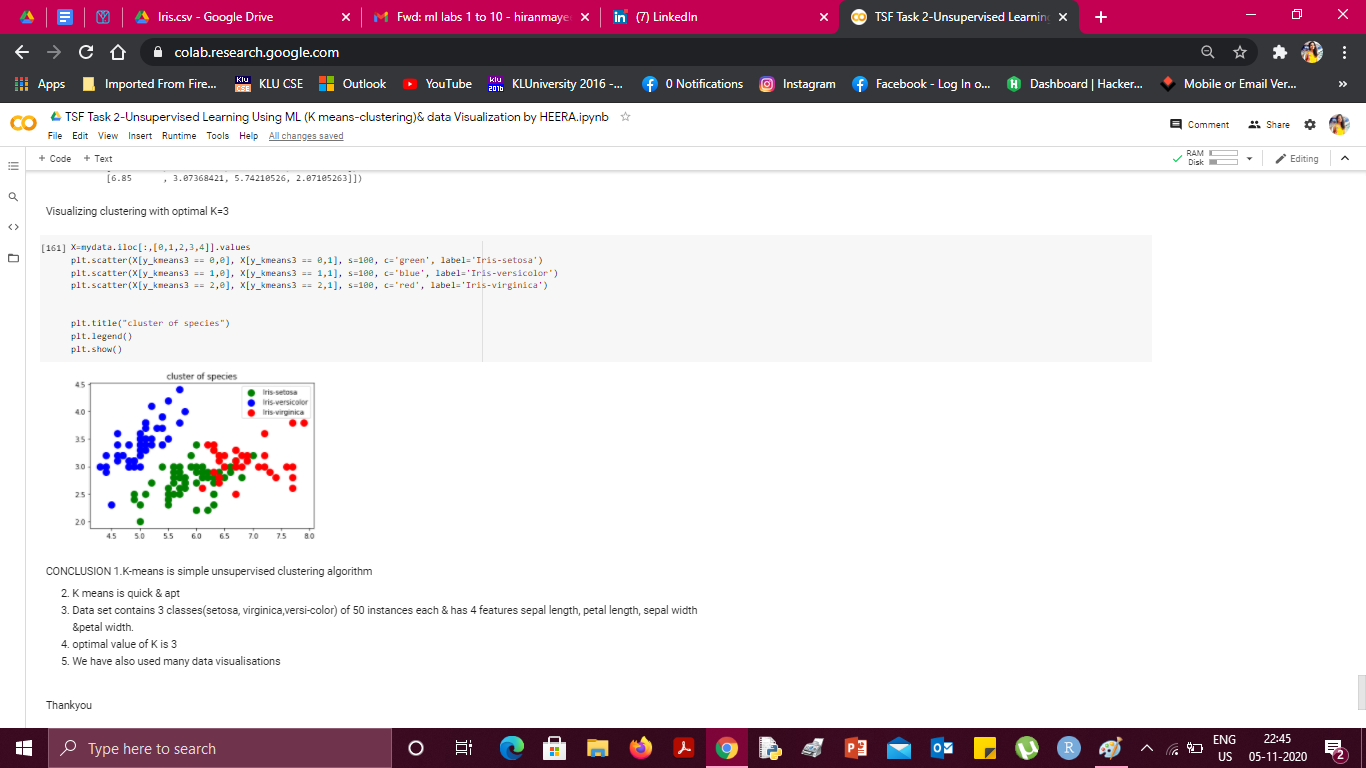 Iris.csv - Google Drive
Fwd: ml labs 1 to 10 - hiranmaye
(7) LinkedIn
TSF Task 2-Unsupervised Learnin
colab.research.google.com
Apps
Imported From Fire...
KLU CSE
KLU CSE
Outlook
YouTube
klu 2016
KLUniversity 2016 -...
0 Notifications
Instagram
Facebook - Log In o...
Dashboard | Hacker...
Mobile or Email Ver...
»
TSF Task 2-Unsupervised Learning Using ML (K means-clustering)& data Visualization by HEERA.ipynb
File Edit View Insert Runtime Tools Help All changes saved
Comment
Share
+ Code + Text
RAM
Disk
Editing
[6.85 , 3.07368421, 5.74210526, 2.07105263]])
Visualizing clustering with optimal K=3
[161] X=mydata.iloc[:,[0,1,2,3,4]].values
plt.scatter(X[y_kmeans3 == 0,0], X[y_kmeans3 == 0,1], s=100, c='green', label='Iris-setosa')
plt.scatter(X[y_kmeans3 == 1,0], X[y_kmeans3 == 1,1], s=100, c='blue', label='Iris-versicolor')
plt.scatter(X[y_kmeans3 == 2,0], X[y_kmeans3 == 2,1], s=100, c='red', label='Iris-virginica')
plt.title("cluster of species")
plt.legend()
plt.show()
cluster of species
Iris-setosa
Iris-versicolor
Iris-virginica
4.5
4.0
3.5
3.0
2.5
2.0
4.5 5.0 5.5 6.0 6.5 7.0 7.5 8.0
CONCLUSION 1.K-means is simple unsupervised clustering algorithm
2. K means is quick & apt
3. Data set contains 3 classes(setosa, virginica,versi-color) of 50 instances each & has 4 features sepal length, petal length, sepal width
&petal width.
4. optimal value of K is 3
5. We have also used many data visualisations
Thankyou
Type here to search
ENG
US
22:45
05-11-2020
2